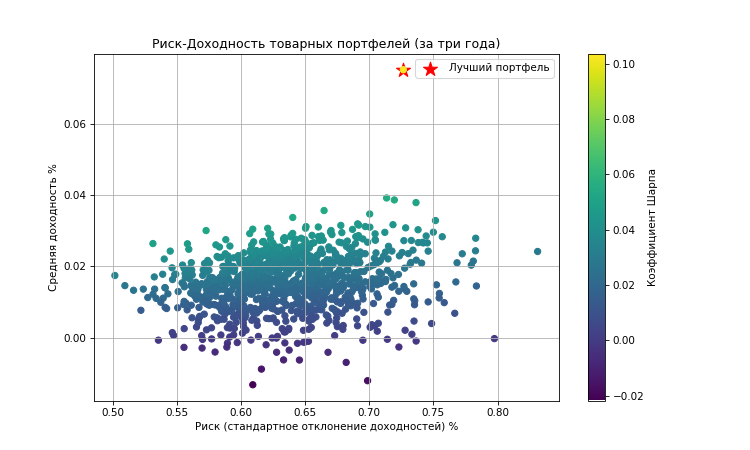 Риск-Доходность товарных портфелей (за три года)
Лучший портфель
Средняя доходность %
0.06
0.04
0.02
0.00
0.50 0.55 0.60 0.65 0.70 0.75 0.80
Риск (стандартное отклонение доходностей) %
0.10
0.08
0.06
0.04
0.02
0.00
−0.02
Коэффициент Шарпа